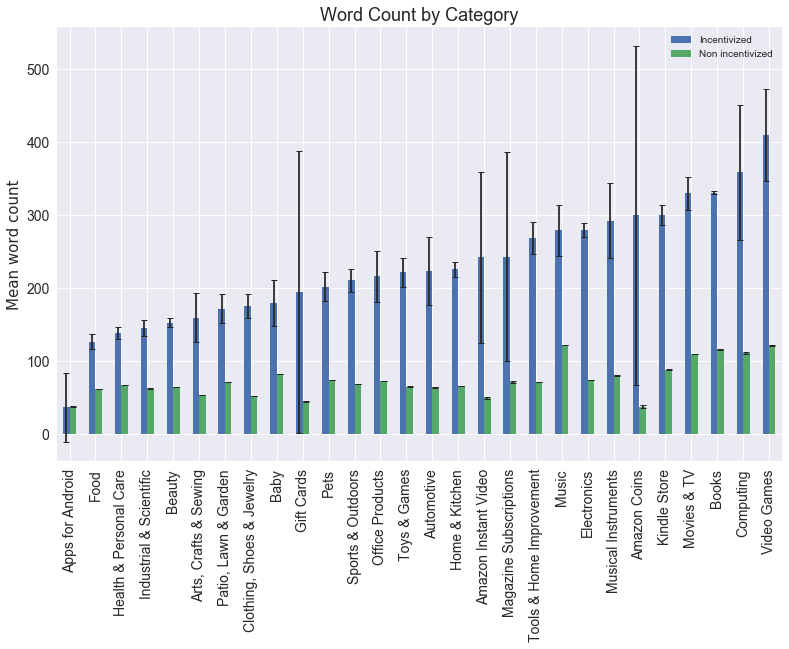 Word Count by Category
Incentivized
Non incentivized
Mean word count
500
400
300
200
100
0
Apps for Android
Food
Health & Personal Care
Industrial & Scientific
Beauty
Arts, Crafts & Sewing
Patio, Lawn & Garden
Clothing, Shoes & Jewelry
Baby
Gift Cards
Pets
Sports & Outdoors
Office Products
Toys & Games
Automotive
Home & Kitchen
Amazon Instant Video
Magazine Subscriptions
Tools & Home Improvement
Music
Electronics
Musical Instruments
Amazon Coins
Kindle Store
Movies & TV
Books
Computing
Video Games